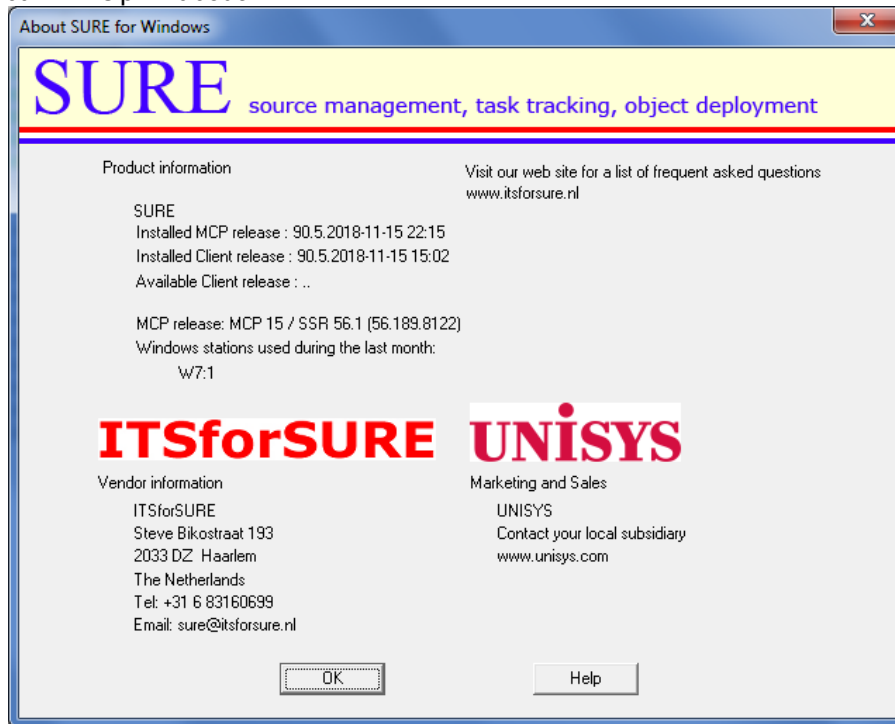 About SURE for Windows
SURE source management, task tracking, object deployment
Product information
Visit our web site for a list of frequent asked questions
www.itsforsure.nl
SURE
Installed MCP release : 90.5.2018-11-15 22:15
Installed Client release : 90.5.2018-11-15 15:02
Available Client release : ..
MCP release: MCP 15 / SSR 56.1 (56.189.8122)
Windows stations used during the last month:
W7:1
ITSforSURE
Vendor information
ITSforSURE
Steve Bikostraat 193
2033 DZ Haarlem
The Netherlands
Tel: +31 6 83160699
Email: sure@itsforsure.nl
UNISYS
Marketing and Sales
UNISYS
Contact your local subsidiary
www.unisys.com
OK
Help